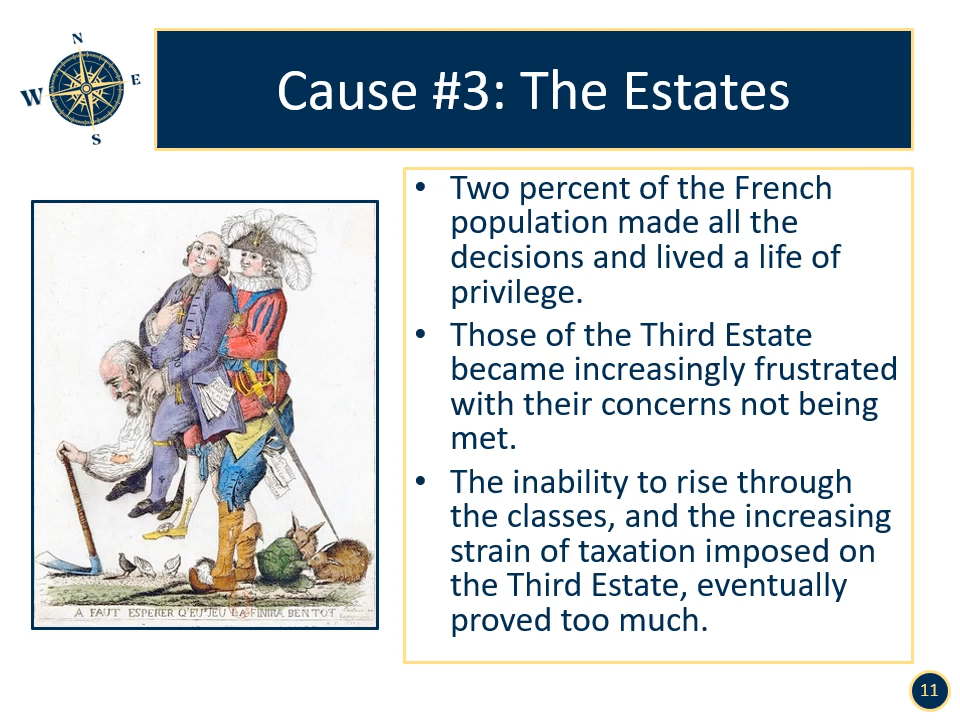 N
W
E
S
Cause #3: The Estates
• Two percent of the French
population made all the
decisions and lived a life of
privilege.
• Those of the Third Estate
became increasingly frustrated
with their concerns not being
met.
• The inability to rise through
the classes, and the increasing
strain of taxation imposed on
the Third Estate, eventually
proved too much.
A FAUT ESPERER Q'EU'JEU LA FINIRA BEN TOT
11